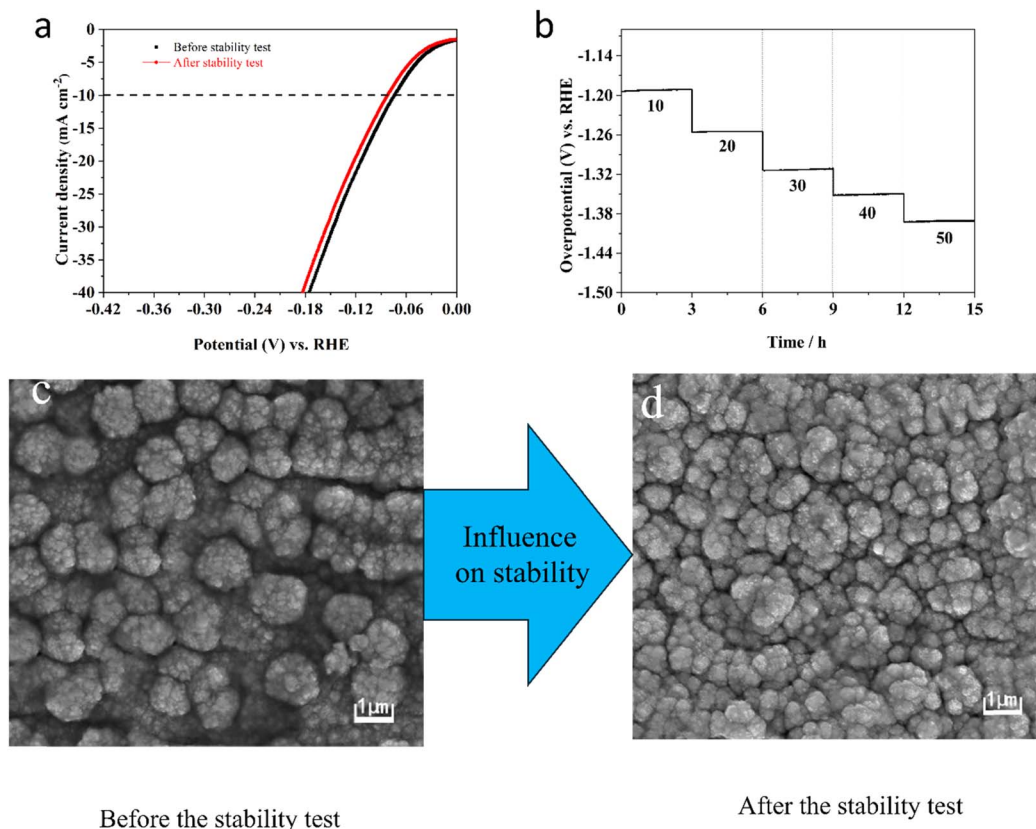 a
0
-5
-10
-15
-20
-25
-30
-35
-40
Current density (mA cm⁻²)
Before stability test
After stability test
-0.42 -0.36 -0.30 -0.24 -0.18 -0.12 -0.06 0.00
Potential (V) vs. RHE
b
-1.14
-1.20
-1.26
-1.32
-1.38
-1.44
-1.50
Overpotential (V) vs. RHE
10
20
30
40
50
0 3 6 9 12 15
Time / h
c
1µm
Influence
on stability
d
1µm
Before the stability test
After the stability test